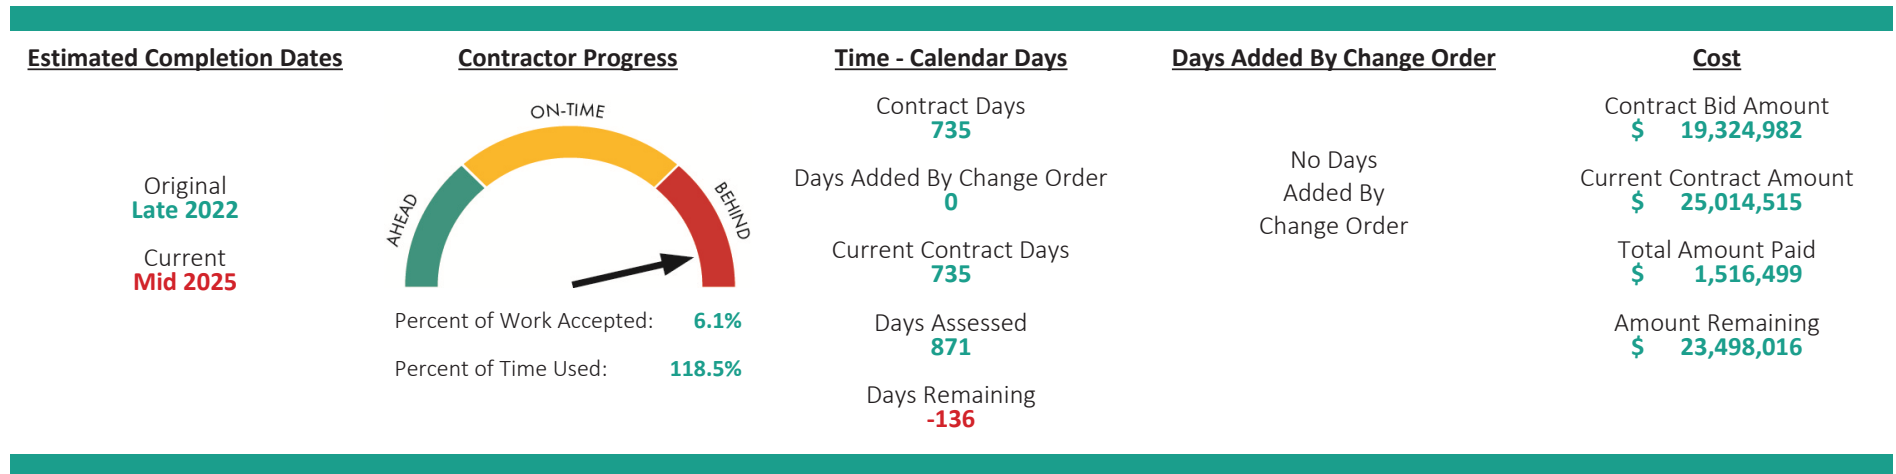 Estimated Completion Dates
Original
Late 2022
Current
Mid 2025
Contractor Progress
ON-TIME
AHEAD
BEHIND
Percent of Work Accepted: 6.1%
Percent of Time Used: 118.5%
Time - Calendar Days
Contract Days
735
Days Added By Change Order
0
Current Contract Days
735
Days Assessed
871
Days Remaining
-136
Days Added By Change Order
No Days
Added By
Change Order
Cost
Contract Bid Amount
$ 19,324,982
Current Contract Amount
$ 25,014,515
Total Amount Paid
$ 1,516,499
Amount Remaining
$ 23,498,016